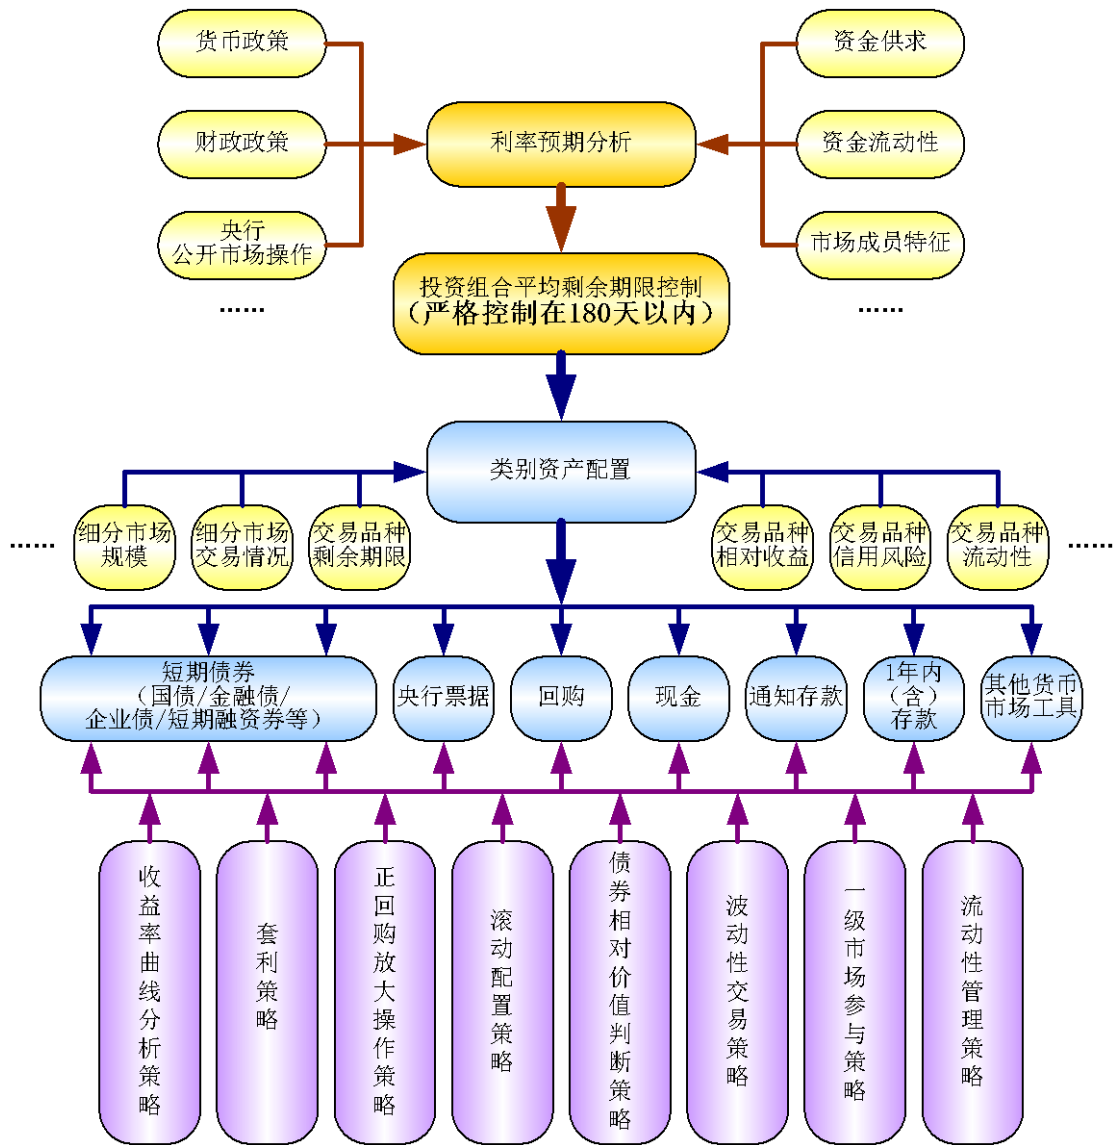 货币政策
资金供求
财政政策
利率预期分析
资金流动性
央行
公开市场操作
市场成员特征
……
投资组合平均剩余期限控制
（严格控制在180天以内）
……
类别资产配置
……
细分市场
规模
细分市场
交易情况
交易品种
剩余期限
交易品种
相对收益
交易品种
信用风险
交易品种
流动性
……
短期债券
（国债/金融债/
企业债/短期融资券等）
央行票据
回购
现金
通知存款
1年内
（含）
存款
其他货币
市场工具
收益率曲线分析策略
套利策略
正回购放大操作策略
滚动配置策略
债券相对价值判断策略
波动性交易策略
一级市场参与策略
流动性管理策略